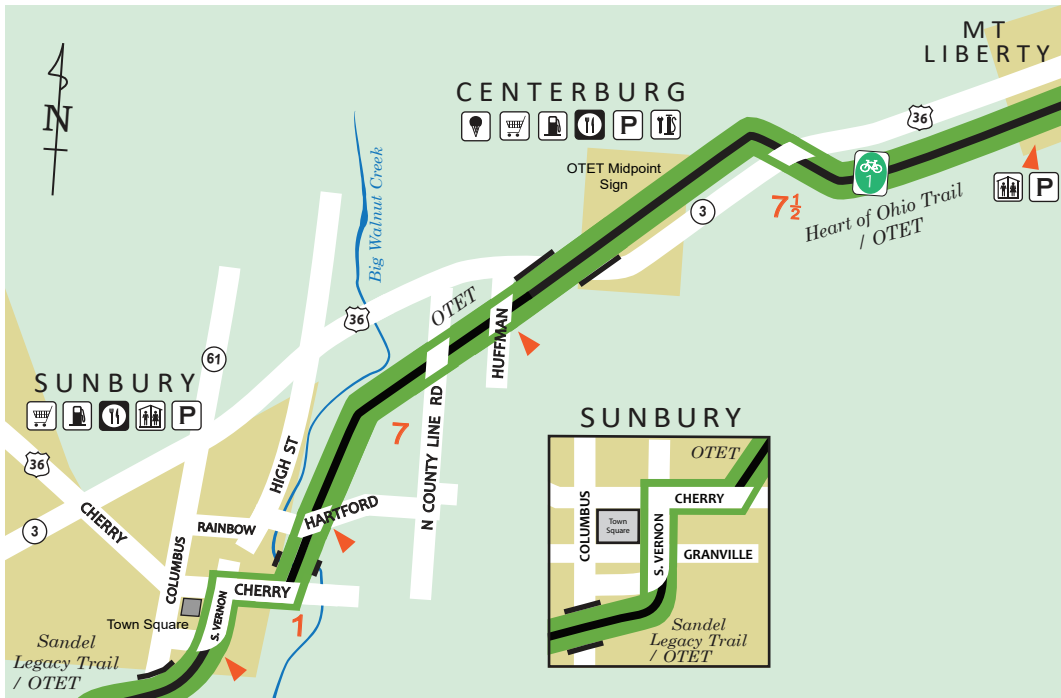 MT
LIBERTY
CENTERBURG
P
36
N
OTET Midpoint
Sign
1
7½
3
P
Heart of Ohio Trail
/ OTET
Big Walnut Creek
OTET
36
HUFFMAN
61
SUNBURY
P
7
N COUNTY LINE RD
HIGH ST
36
CHERRY
3
RAINBOW
HARTFORD
COLUMBUS
CHERRY
S. VERNON
Town Square
1
Sandel
Legacy Trail
/ OTET
SUNBURY
OTET
COLUMBUS
CHERRY
Town
Square
S. VERNON
GRANVILLE
Sandel
Legacy Trail
/ OTET